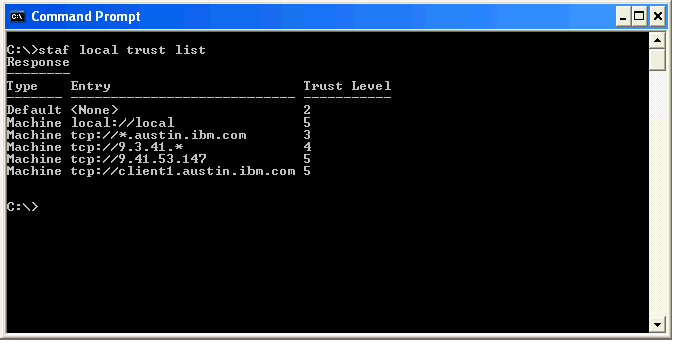 Command Prompt
C:\>staf local trust list
Response
--------
Type    Entry                        Trust Level
------- ---------------------------- -----------
Default <None>                       2
Machine local://local                5
Machine tcp://*.austin.ibm.com       3
Machine tcp://9.3.41.*               4
Machine tcp://9.41.53.147            5
Machine tcp://client1.austin.ibm.com 5
C:\>